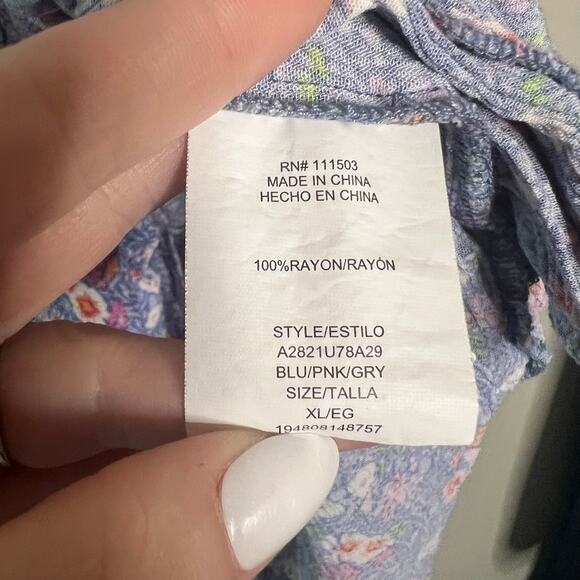 RN# 111503
MADE IN CHINA
HECHO EN CHINA
100%RAYON/RAYÓN
STYLE/ESTILO
A2821U78A29
BLU/PNK/GRY
SIZE/TALLA
XL/EG
194808148757